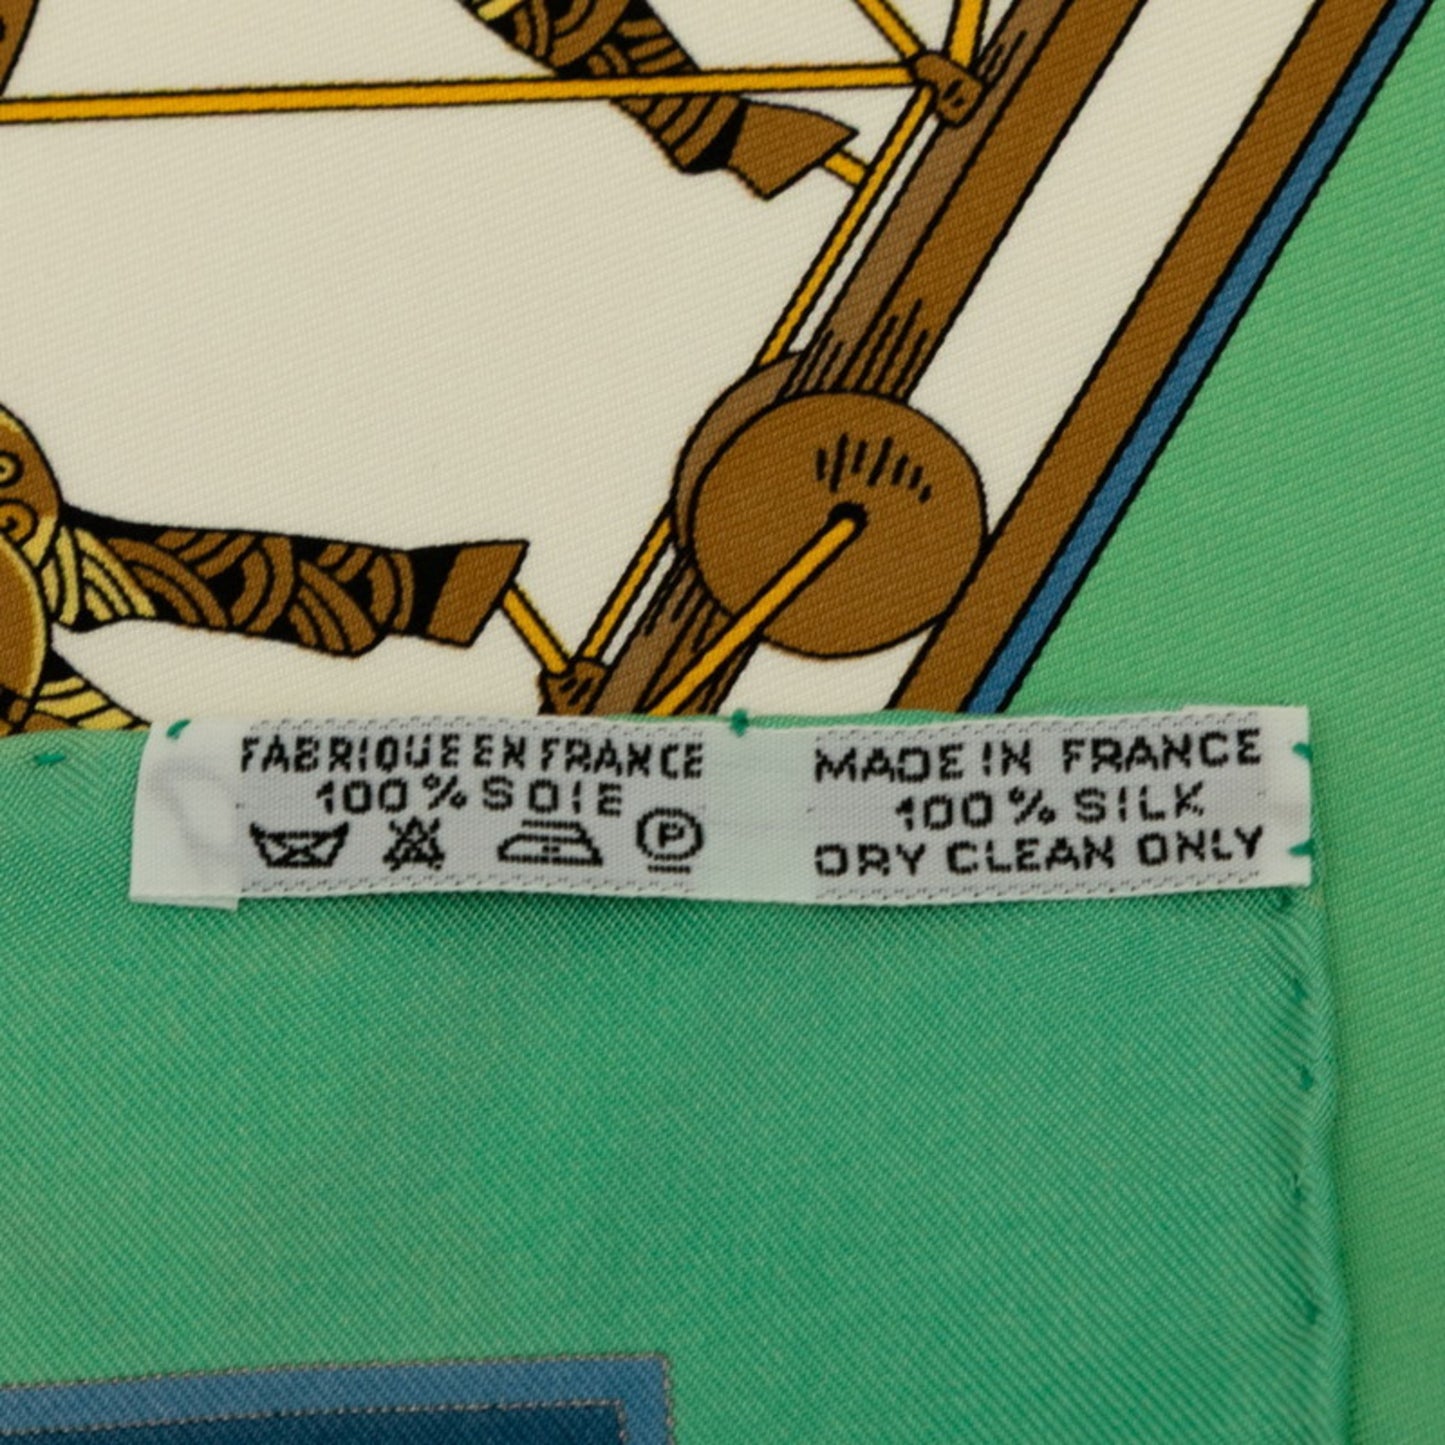 FABRIQUE EN FRANCE
100% SOIE
P
MADE IN FRANCE
100% SILK
DRY CLEAN ONLY